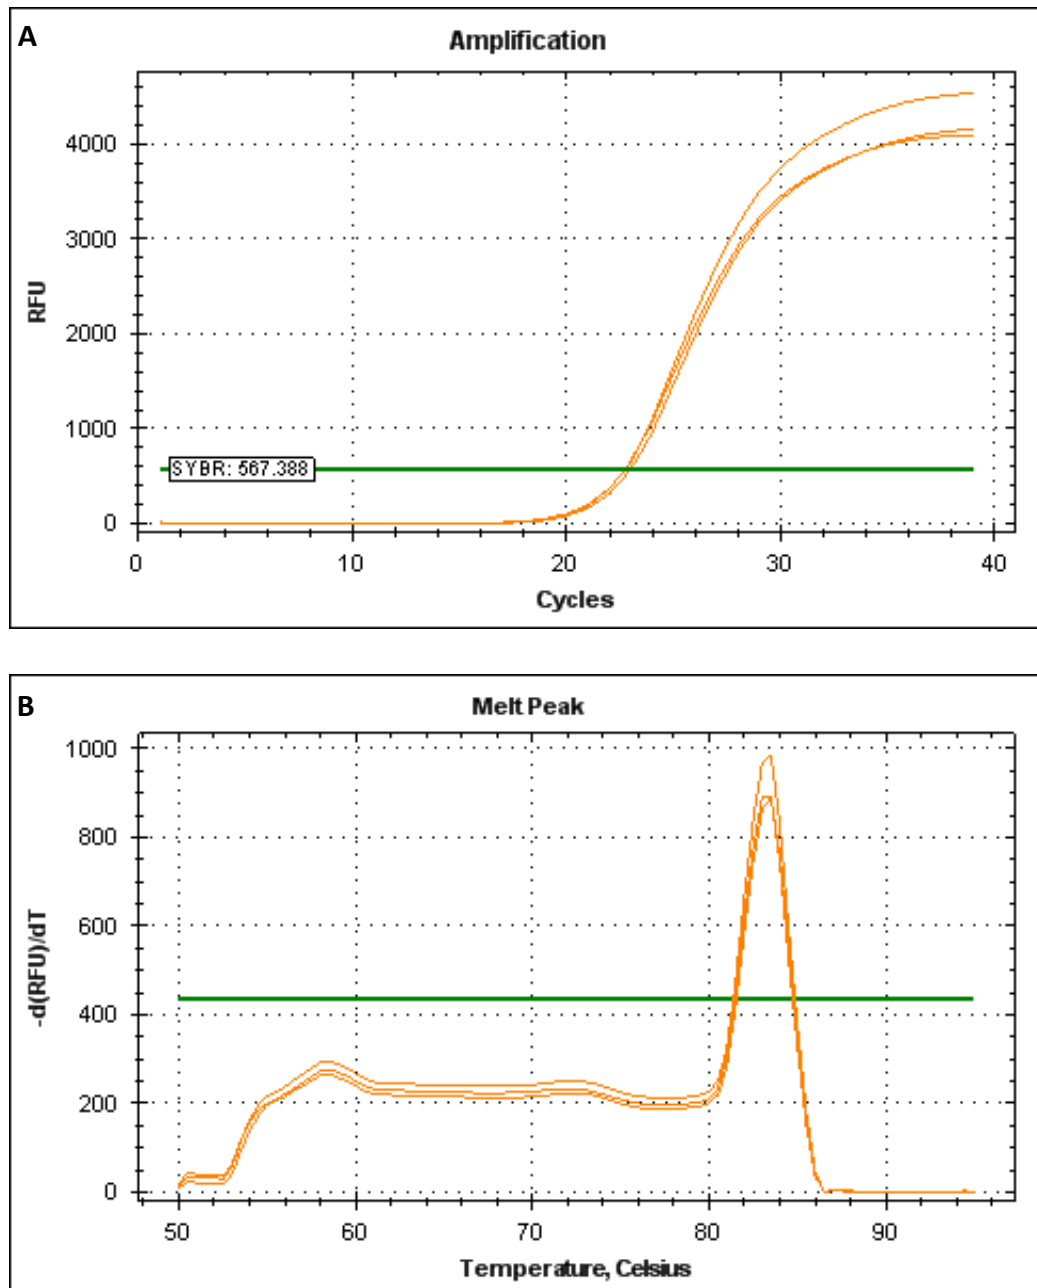 A
Amplification
4000
3000
2000
1000
0
RFU
SYBR: 567.388
0 10 20 30 40
Cycles
B
Melt Peak
1000
800
600
400
200
0
-d(RFU)/dT
50 60 70 80 90
Temperature, Celsius